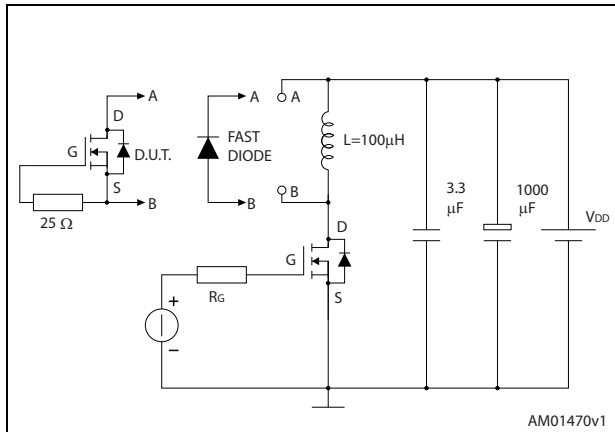 A
D
G
D.U.T.
S
B
25 Ω
A
FAST
DIODE
B
A
B
L=100μH
D
G
S
RG
+
−
3.3
μF
1000
μF
VDD
AM01470v1